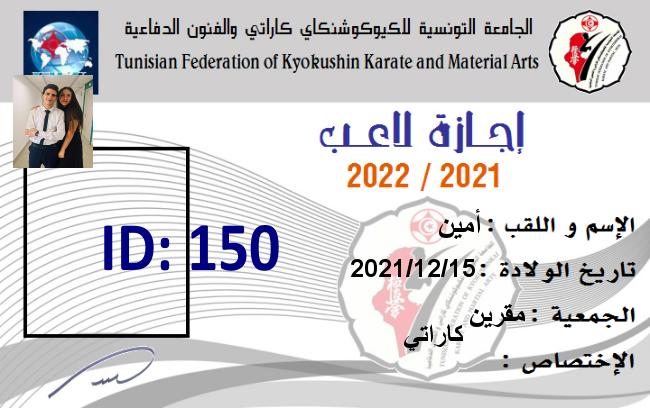 الجامعة التونسية للكيوكوشنكاي كاراتي والفنون الدفاعية
Tunisian Federation of Kyokushin Karate and Material Arts
إجازة لاعب
2022 / 2021
ID: 150
الإسم و اللقب : أمين
تاريخ الولادة : 2021/12/15
الجمعية : مقرين
كاراتي
الإختصاص :